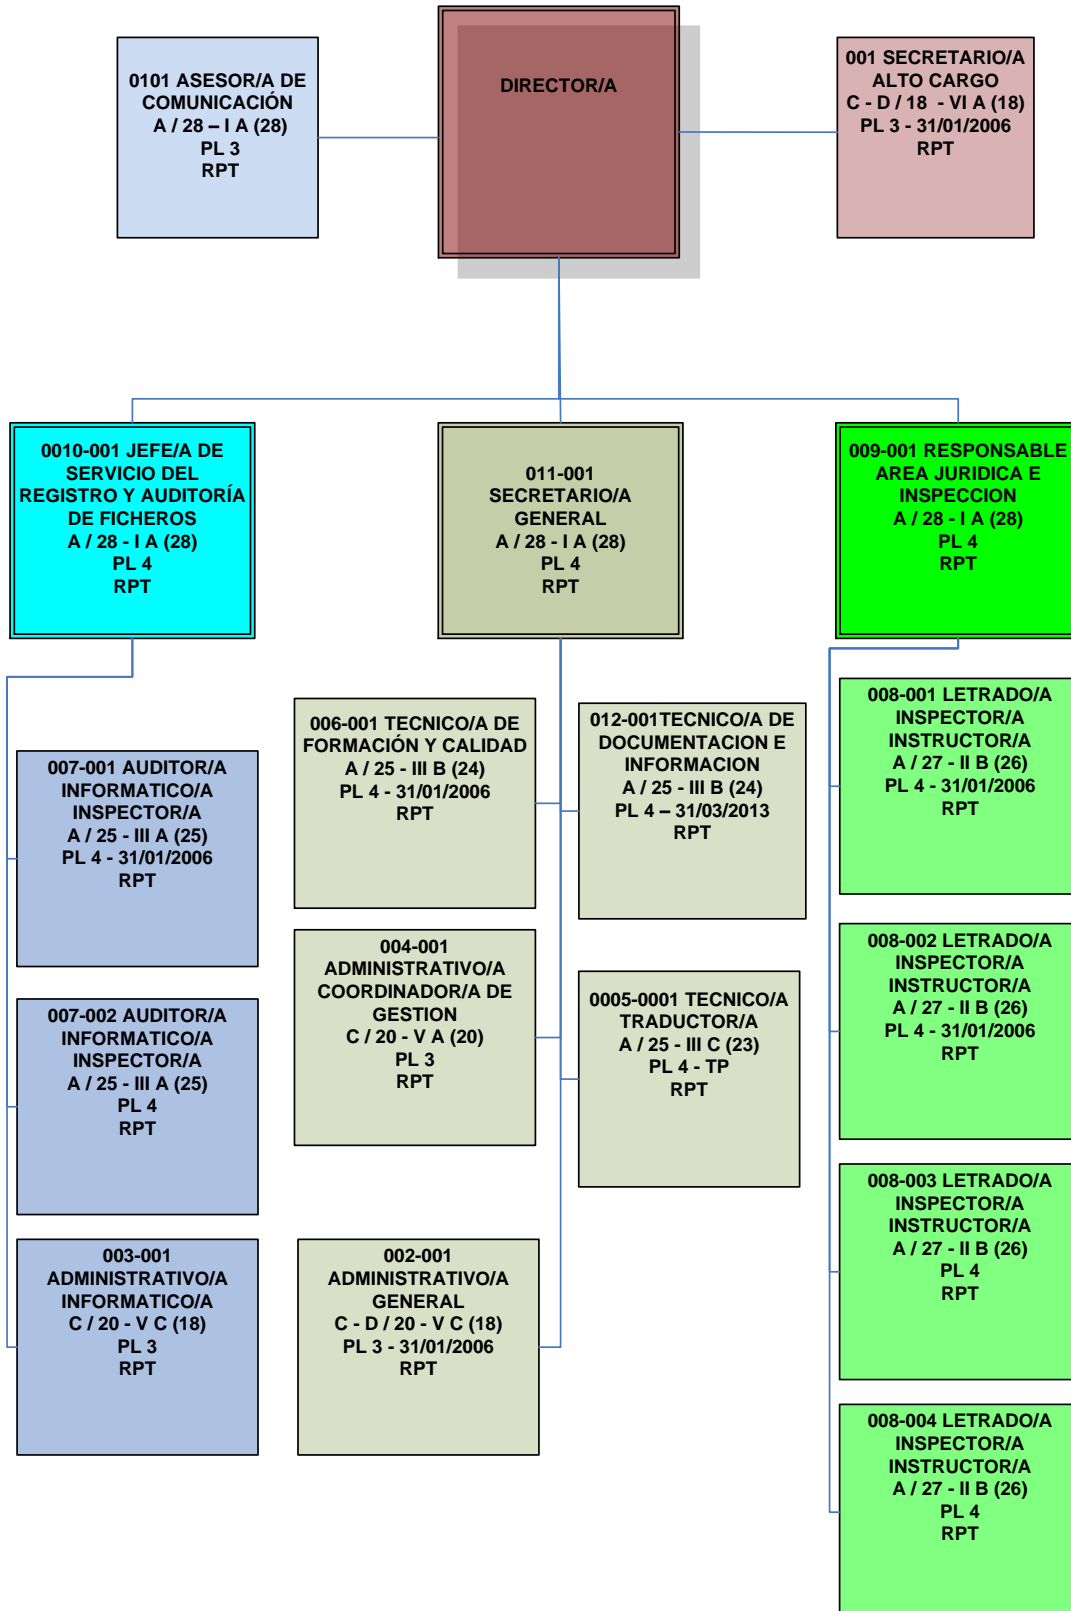 0101 ASESOR/A DE
COMUNICACIÓN
A / 28 – I A (28)
PL 3
RPT
DIRECTOR/A
001 SECRETARIO/A
ALTO CARGO
C - D / 18 - VI A (18)
PL 3 - 31/01/2006
RPT
0010-001 JEFE/A DE
SERVICIO DEL
REGISTRO Y AUDITORÍA
DE FICHEROS
A / 28 - I A (28)
PL 4
RPT
011-001
SECRETARIO/A
GENERAL
A / 28 - I A (28)
PL 4
RPT
009-001 RESPONSABLE
AREA JURIDICA E
INSPECCION
A / 28 - I A (28)
PL 4
RPT
007-001 AUDITOR/A
INFORMATICO/A
INSPECTOR/A
A / 25 - III A (25)
PL 4 - 31/01/2006
RPT
007-002 AUDITOR/A
INFORMATICO/A
INSPECTOR/A
A / 25 - III A (25)
PL 4
RPT
003-001
ADMINISTRATIVO/A
INFORMATICO/A
C / 20 - V C (18)
PL 3
RPT
006-001 TECNICO/A DE
FORMACIÓN Y CALIDAD
A / 25 - III B (24)
PL 4 - 31/01/2006
RPT
012-001TECNICO/A DE
DOCUMENTACION E
INFORMACION
A / 25 - III B (24)
PL 4 – 31/03/2013
RPT
004-001
ADMINISTRATIVO/A
COORDINADOR/A DE
GESTION
C / 20 - V A (20)
PL 3
RPT
0005-0001 TECNICO/A
TRADUCTOR/A
A / 25 - III C (23)
PL 4 - TP
RPT
002-001
ADMINISTRATIVO/A
GENERAL
C - D / 20 - V C (18)
PL 3 - 31/01/2006
RPT
008-001 LETRADO/A
INSPECTOR/A
INSTRUCTOR/A
A / 27 - II B (26)
PL 4 - 31/01/2006
RPT
008-002 LETRADO/A
INSPECTOR/A
INSTRUCTOR/A
A / 27 - II B (26)
PL 4 - 31/01/2006
RPT
008-003 LETRADO/A
INSPECTOR/A
INSTRUCTOR/A
A / 27 - II B (26)
PL 4
RPT
008-004 LETRADO/A
INSPECTOR/A
INSTRUCTOR/A
A / 27 - II B (26)
PL 4
RPT